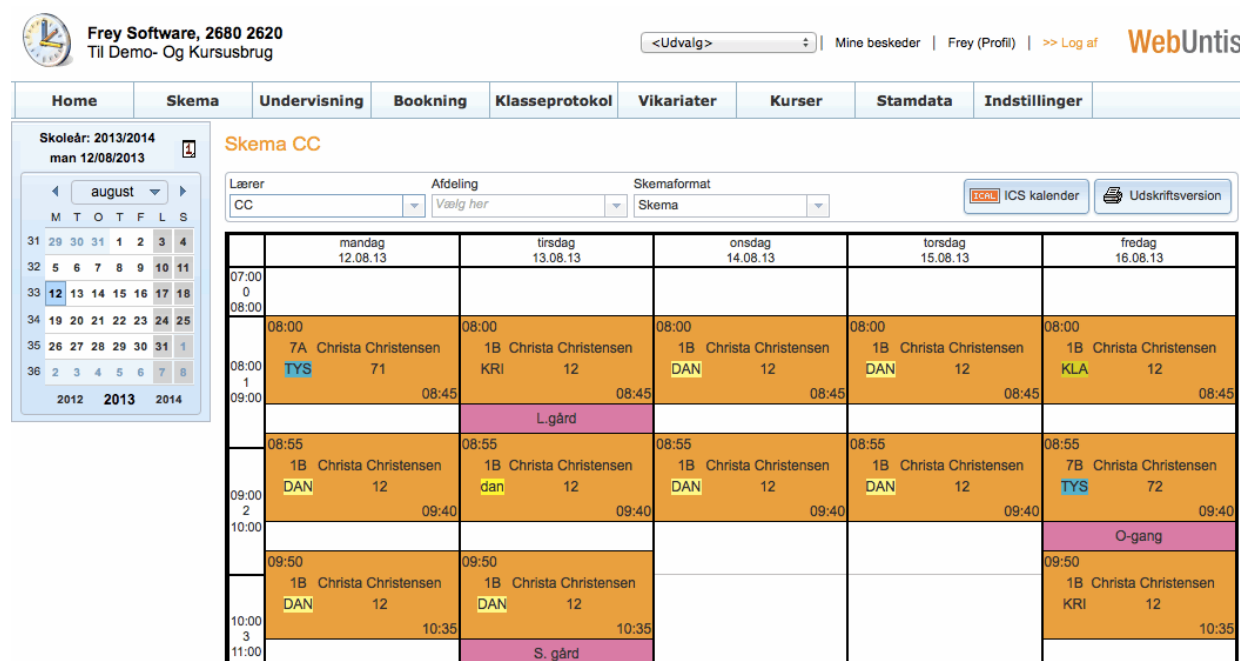 Frey Software, 2680 2620
Til Demo- Og Kursusbrug
<Udvalg> | Mine beskeder | Frey (Profil) | >> Log af WebUntis
Home Skema Undervisning Bookning Klasseprotokol Vikariater Kurser Stamdata Indstillinger
Skoleår: 2013/2014
man 12/08/2013
1
august
M T O T F L S
31 29 30 31 1 2 3 4
32 5 6 7 8 9 10 11
33 12 13 14 15 16 17 18
34 19 20 21 22 23 24 25
35 26 27 28 29 30 31 1
36 2 3 4 5 6 7 8
2012 2013 2014
Skema CC
Lærer Afdeling Skemaformat
CC Vælg her Skema ICAL ICS kalender Udskriftsversion
mandag tirsdag onsdag torsdag fredag
12.08.13 13.08.13 14.08.13 15.08.13 16.08.13
07:00
0
08:00
08:00 08:00 08:00 08:00 08:00
7A Christa Christensen 1B Christa Christensen 1B Christa Christensen 1B Christa Christensen 1B Christa Christensen
08:00 TYS 71 KRI 12 DAN 12 DAN 12 KLA 12
1
09:00 08:45 08:45 08:45 08:45 08:45
L.gård
08:55 08:55 08:55 08:55 08:55
1B Christa Christensen 1B Christa Christensen 1B Christa Christensen 1B Christa Christensen 7B Christa Christensen
09:00 DAN 12 dan 12 DAN 12 DAN 12 TYS 72
2 09:40 09:40 09:40 09:40 09:40
10:00
O-gang
09:50 09:50 09:50
1B Christa Christensen 1B Christa Christensen 1B Christa Christensen
DAN 12 DAN 12 KRI 12
10:00 10:35 10:35 10:35
3
11:00 S. gård